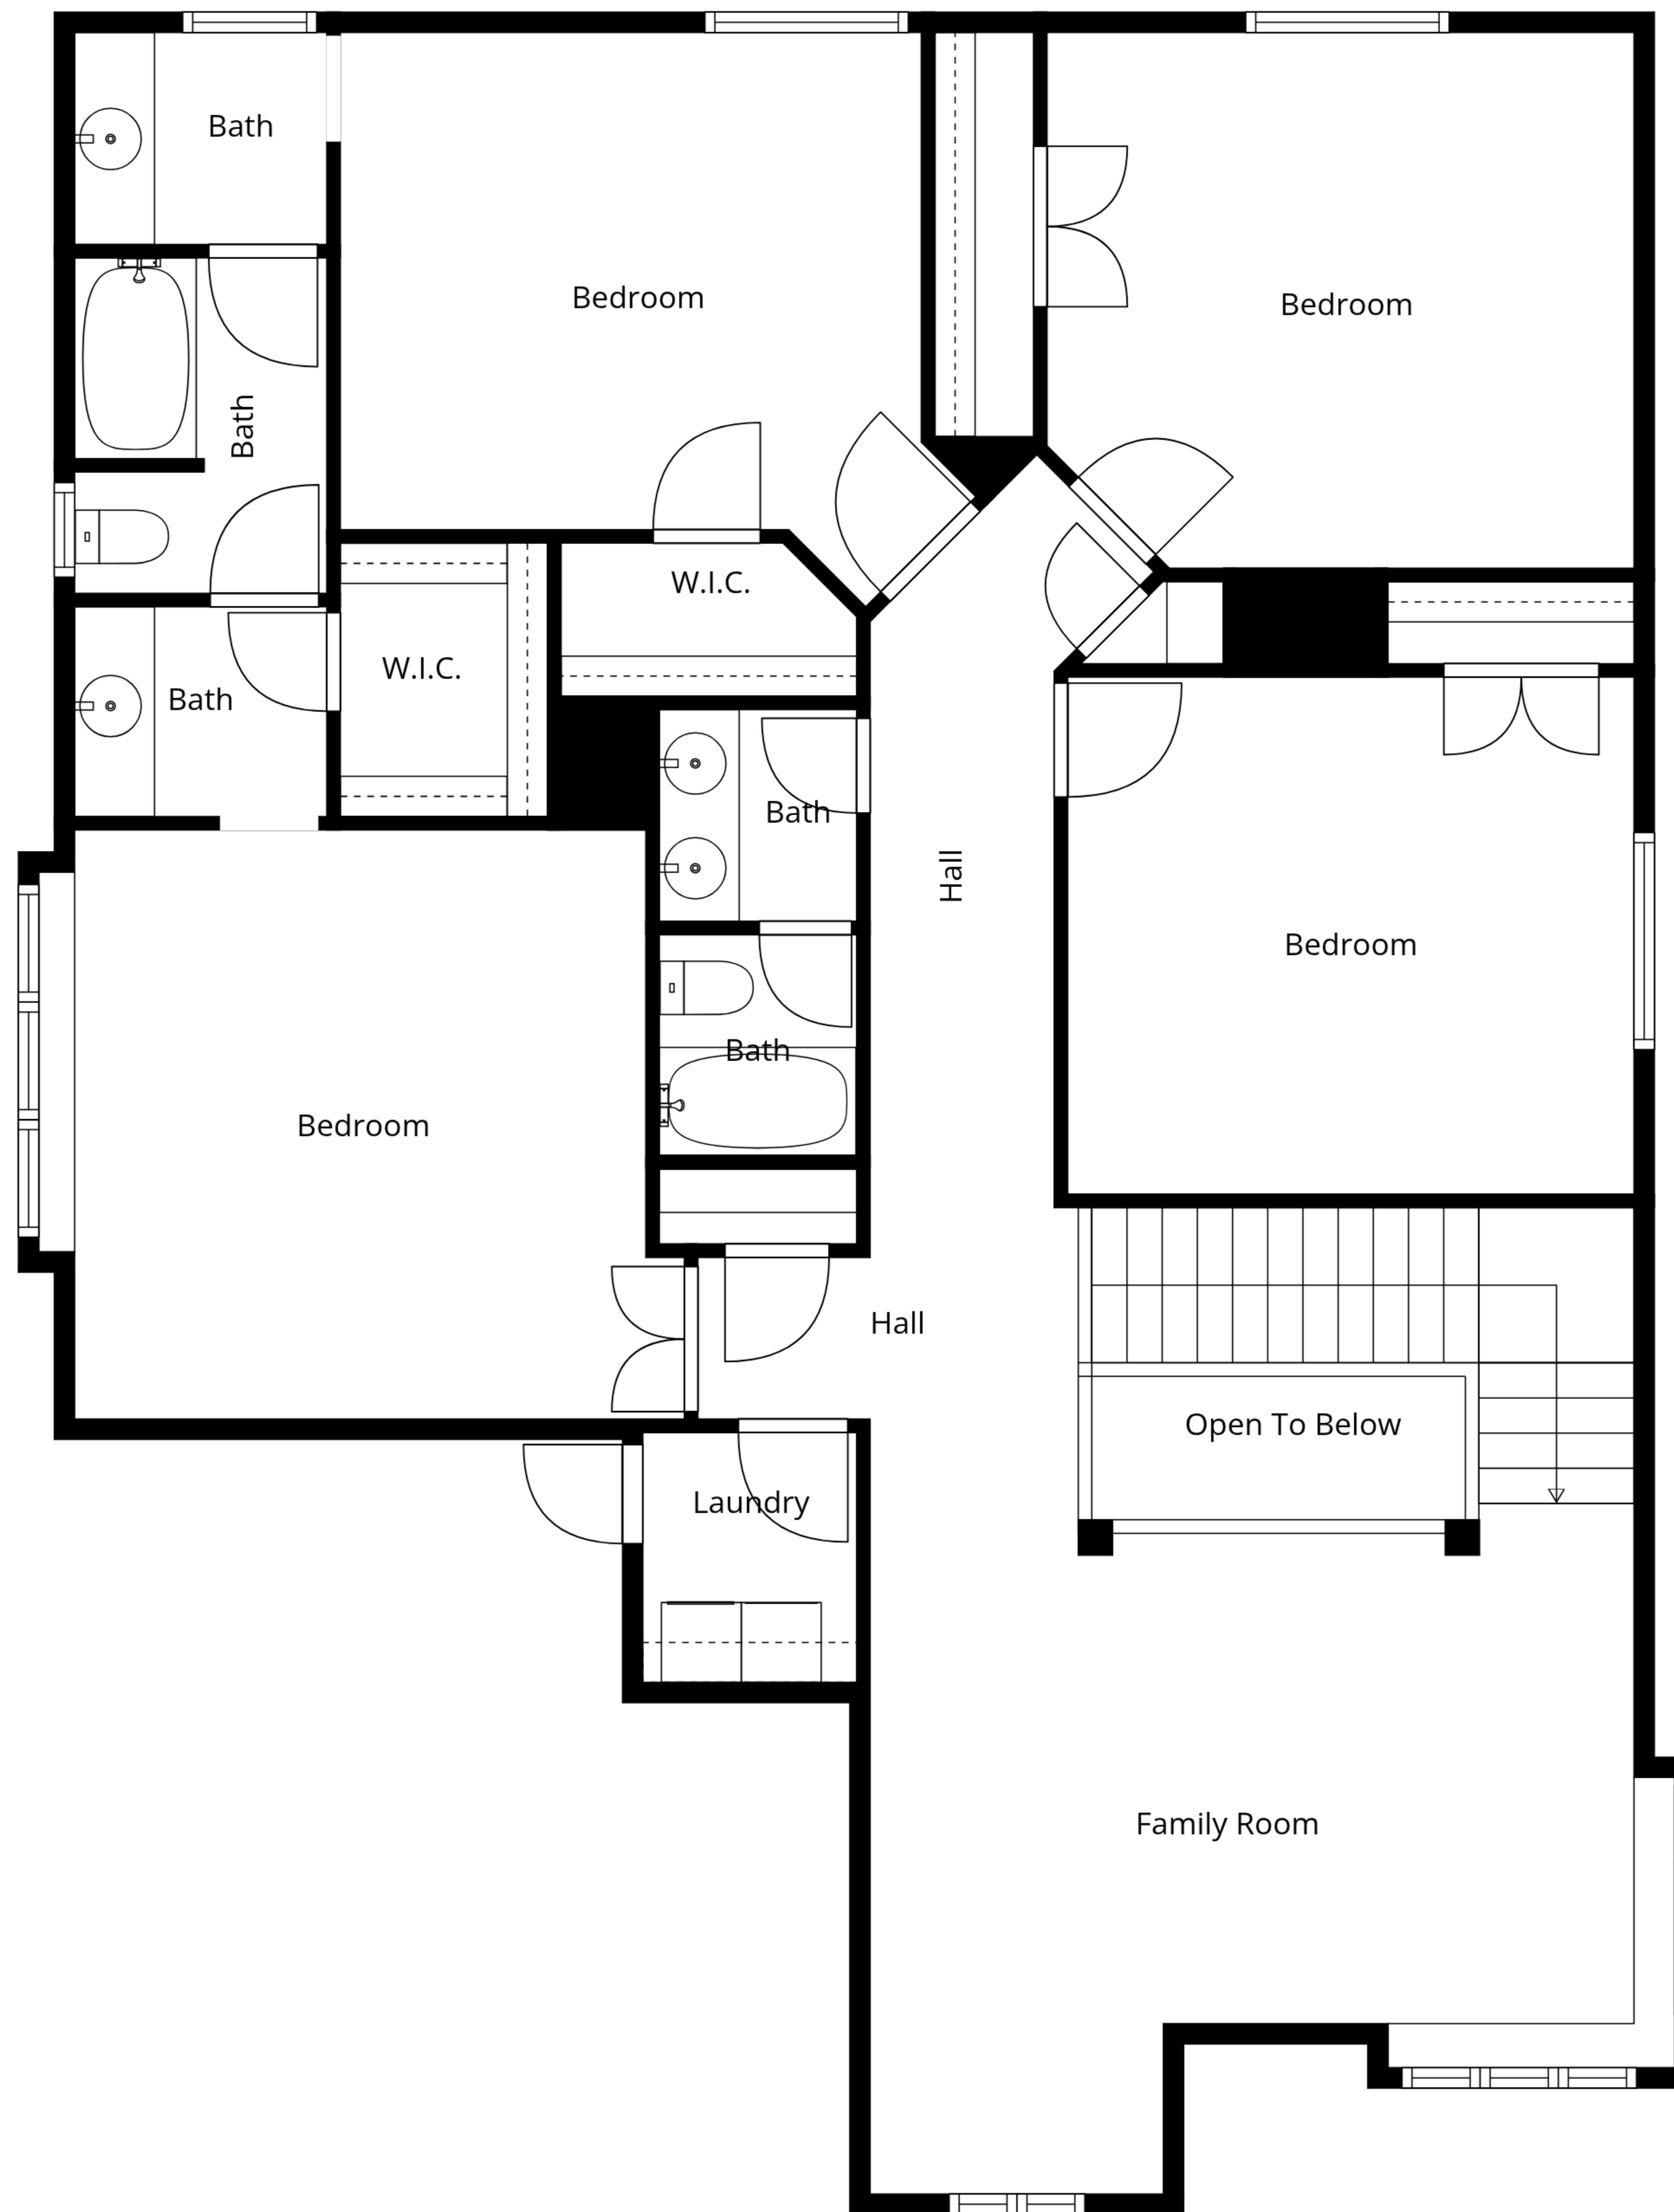 Bath
Bedroom
Bedroom
Bath
W.I.C.
W.I.C.
Bath
Bath
Hall
Bedroom
Bath
Bedroom
Hall
Open To Below
Laundry
Family Room